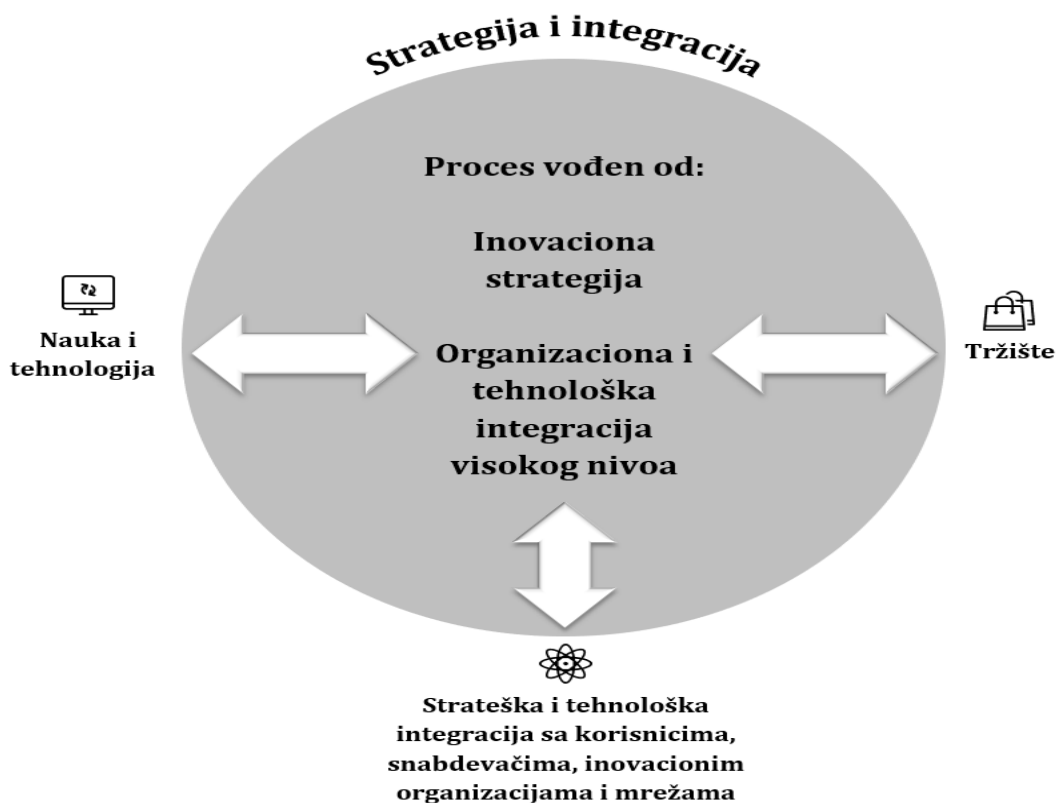 Strategija i integracija
Proces vođen od:
Inovaciona
strategija
Nauka i
tehnologija
Organizaciona i
tehnološka
integracija
visokog nivoa
Tržište
Strateška i tehnološka
integracija sa korisnicima,
snabdevačima, inovacionim
organizacijama i mrežama